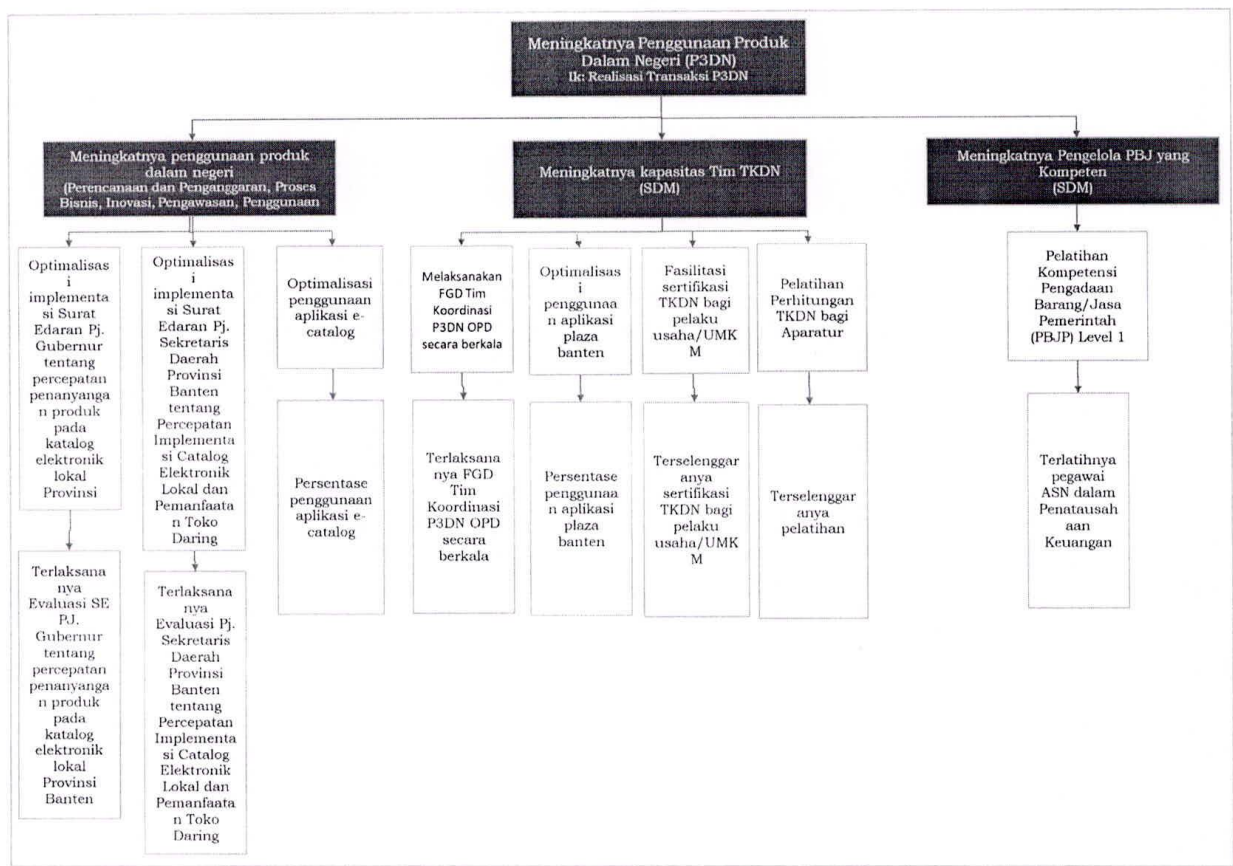 Meningkatnya Penggunaan Produk
Dalam Negeri (P3DN)
Ik: Realisasi Transaksi P3DN
Meningkatnya penggunaan produk
dalam negeri
(Perencanaan dan Penganggaran, Proses
Bisnis, Inovasi, Pengawasan, Penggunaan
Meningkatnya kapasitas Tim TKDN
(SDM)
Meningkatnya Pengelola PBJ yang
Kompeten
(SDM)
Optimalisas
i
implementa
si Surat
Edaran Pj.
Gubernur
tentang
percepatan
penanyanga
n produk
pada
katalog
elektronik
lokal
Provinsi
Optimalisas
i
implementa
si Surat
Edaran Pj.
Sekretaris
Daerah
Provinsi
Banten
tentang
Percepatan
Implementa
si Catalog
Elektronik
Lokal dan
Pemanfaata
n Toko
Daring
Optimalisasi
penggunaan
aplikasi e-
catalog
Melaksanakan
FGD Tim
Koordinasi
P3DN OPD
secara berkala
Optimalisas
i
penggunaa
n aplikasi
plaza
banten
Fasilitasi
sertifikasi
TKDN bagi
pelaku
usaha/UMK
M
Pelatihan
Perhitungan
TKDN bagi
Aparatur
Pelatihan
Kompetensi
Pengadaan
Barang/Jasa
Pemerintah
(PBJP) Level 1
Terlaksana
nya
Evaluasi SE
PJ.
Gubernur
tentang
percepatan
penanyanga
n produk
pada
katalog
elektronik
lokal
Provinsi
Banten
Terlaksana
nya
Evaluasi Pj.
Sekretaris
Daerah
Provinsi
Banten
tentang
Percepatan
Implementa
si Catalog
Elektronik
Lokal dan
Pemanfaata
n Toko
Daring
Persentase
penggunaan
aplikasi e-
catalog
Terlaksana
nya FGD
Tim
Koordinasi
P3DN OPD
secara
berkala
Persentase
penggunaa
n aplikasi
plaza
banten
Terselenggar
anya
sertifikasi
TKDN bagi
pelaku
usaha/UMK
M
Terselenggar
anya
pelatihan
Terlatihnya
pegawai
ASN dalam
Penatausah
aan
Keuangan